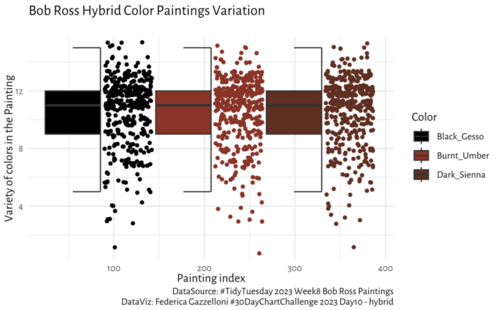 Bob Ross Hybrid Color Paintings Variation
Variety of colors in the Painting
12
8
4
100
200
300
400
Painting index
Color
Black_Gesso
Burnt_Umber
Dark_Sienna
DataSource: #TidyTuesday 2023 Week8 Bob Ross Paintings
DataViz: Federica Gazzelloni #30DayChartChallenge 2023 Day10 - hybrid